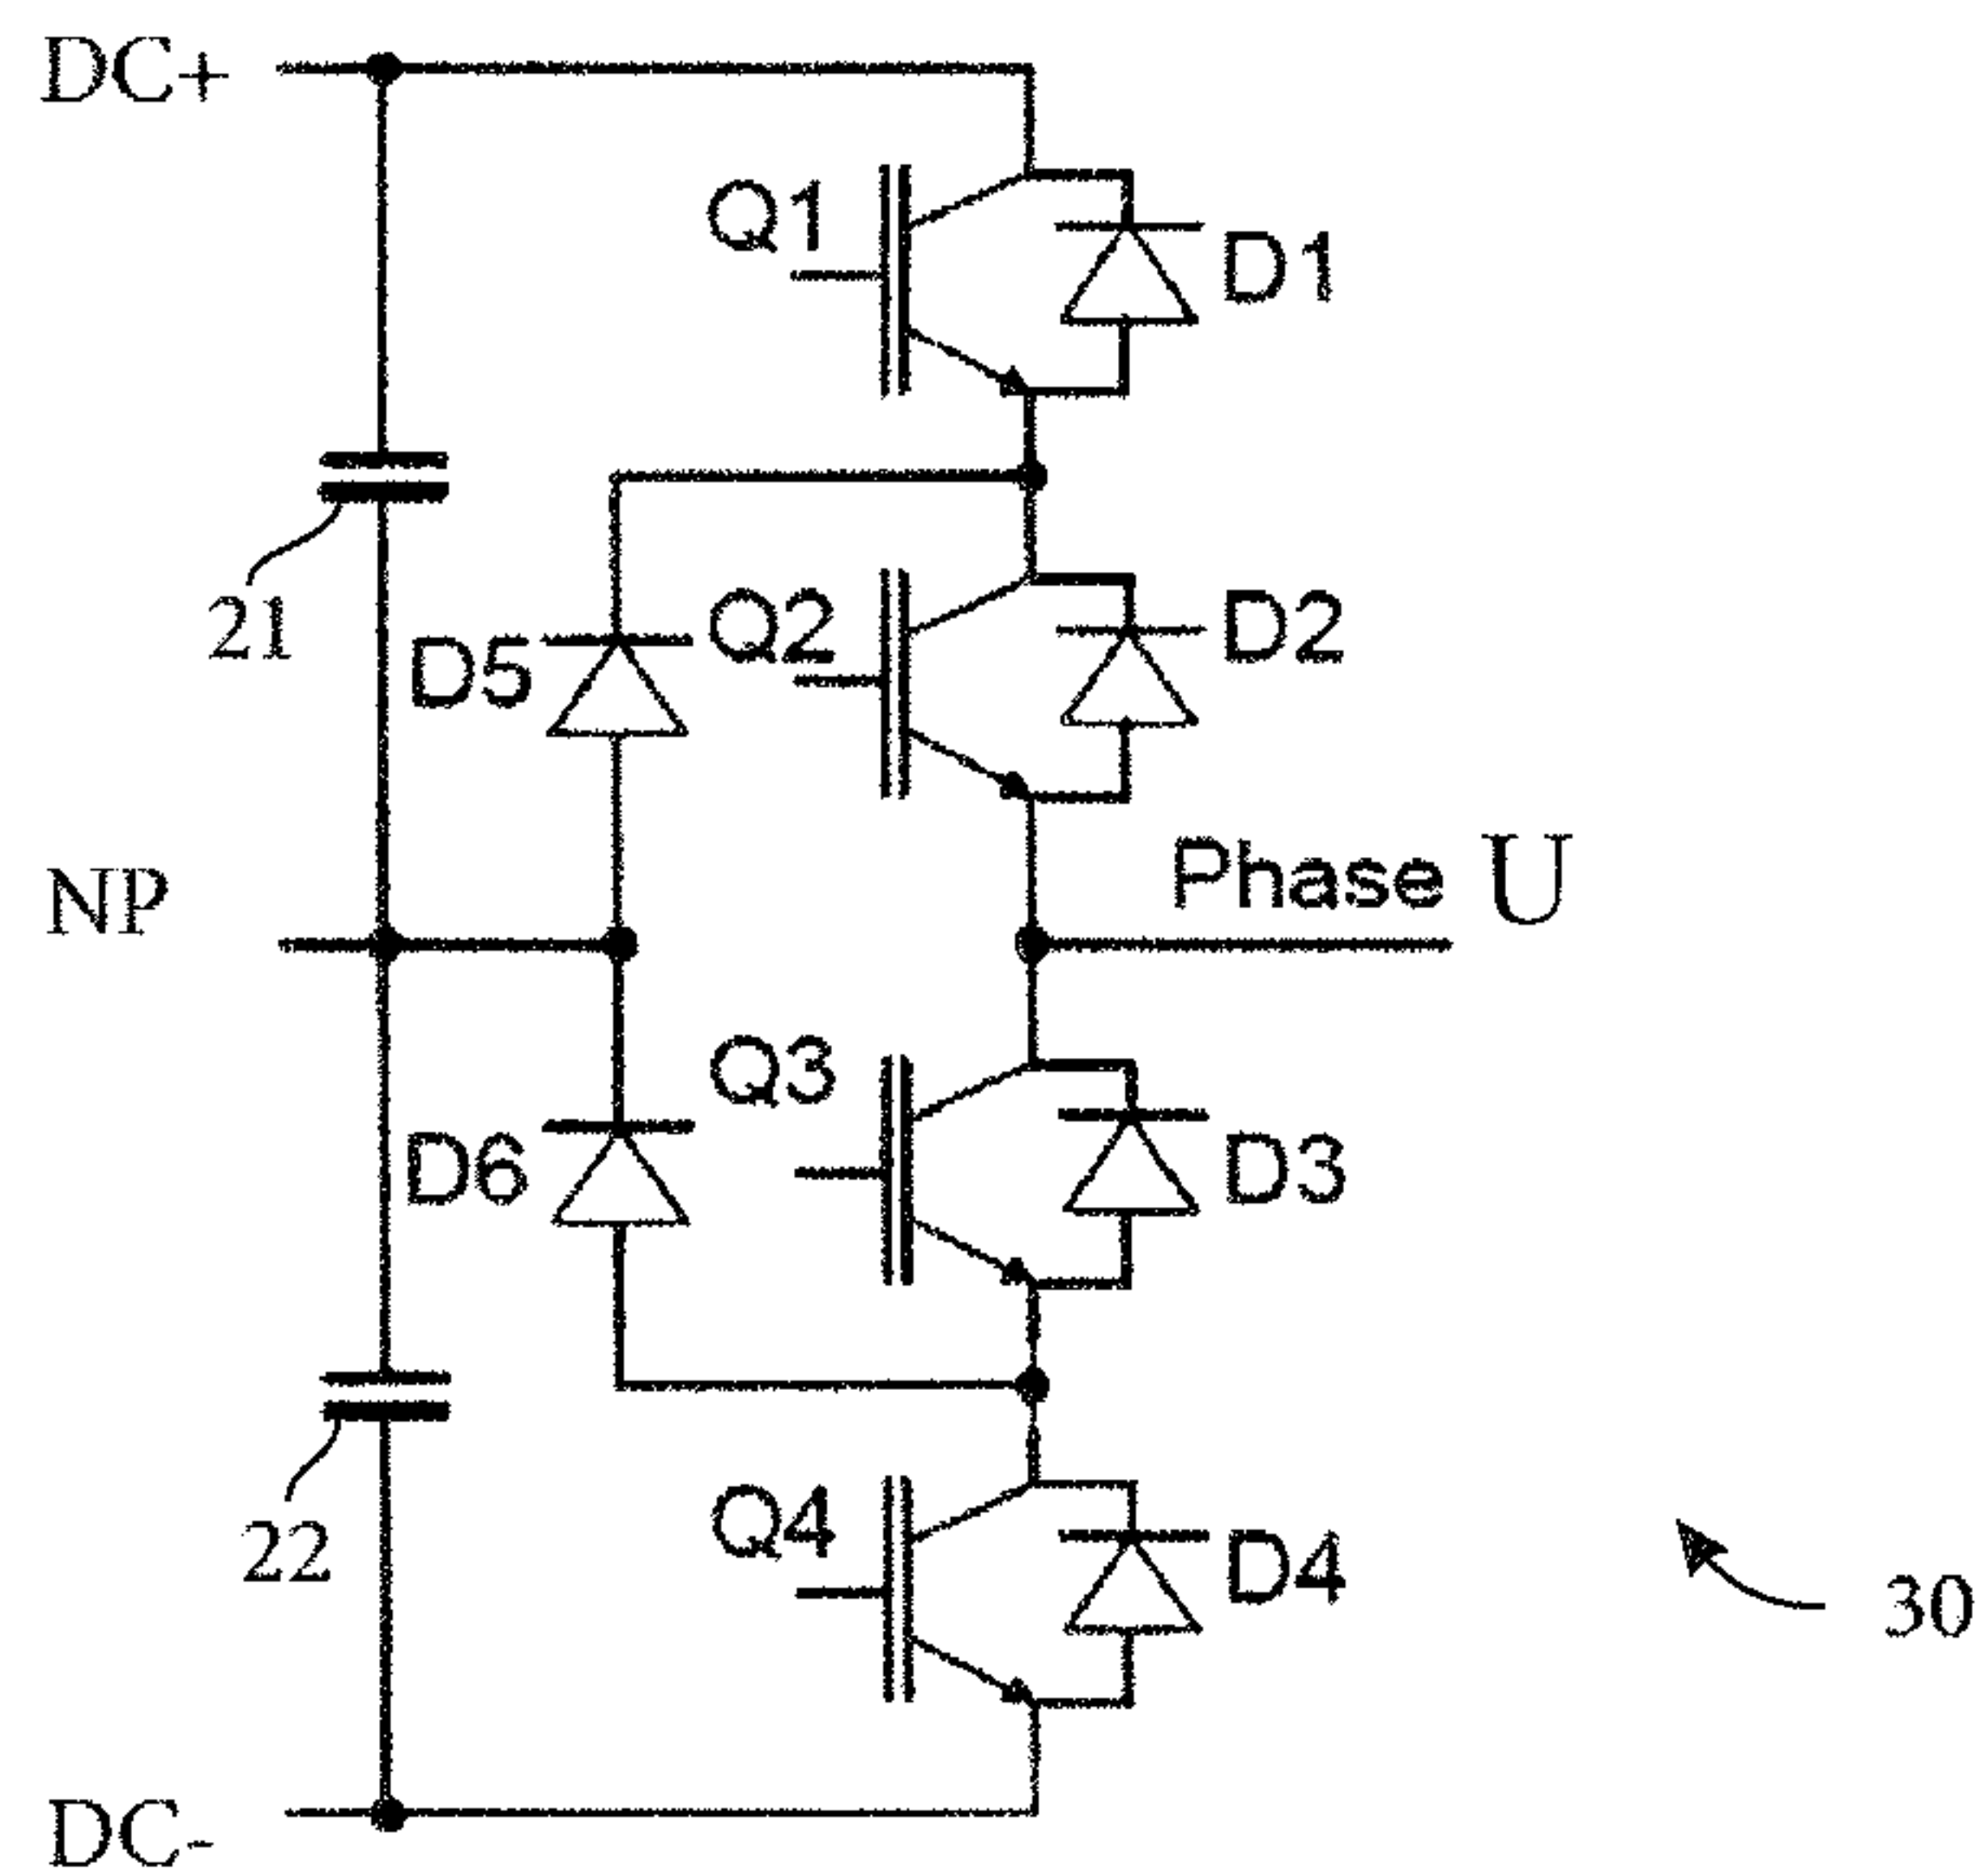 DC+
Q1
D1
21
D5
Q2
D2
NP
Phase U
Q3
D6
D3
22
Q4
D4
30
DC-